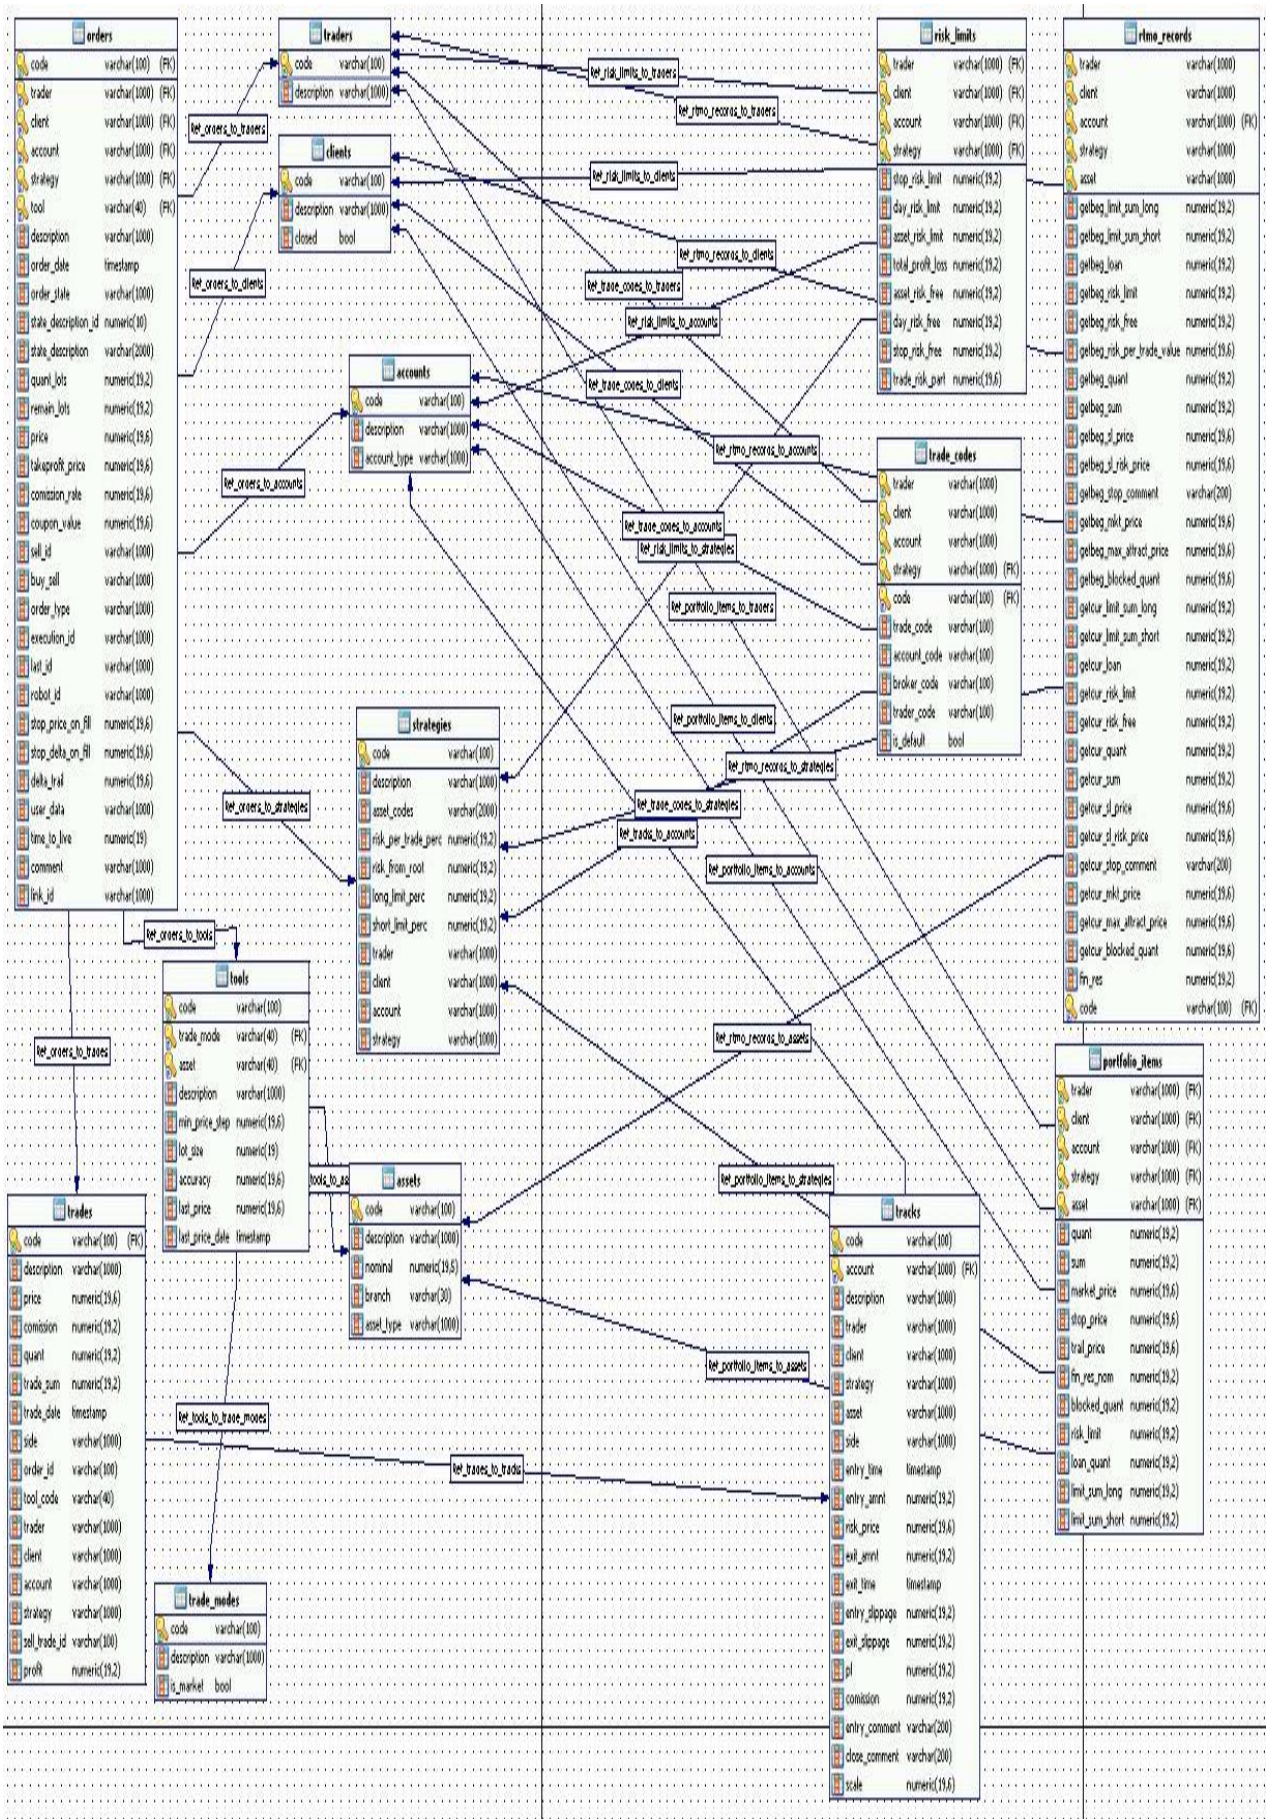 orders
code varchar(100) (FK)
trader varchar(1000) (FK)
client varchar(1000) (FK)
account varchar(1000) (FK)
strategy varchar(1000) (FK)
tool varchar(40) (FK)
description varchar(1000)
order_date timestamp
order_state varchar(1000)
state_description_id numeric(10)
state_description varchar(2000)
quant_lots numeric(19,2)
remain_lots numeric(19,2)
price numeric(19,6)
takeprofit_price numeric(19,6)
comission_rate numeric(19,6)
coupon_value numeric(19,6)
sell_id varchar(1000)
buy_sell varchar(1000)
order_type varchar(1000)
execution_id varchar(1000)
last_id varchar(1000)
robot_id varchar(1000)
stop_price_on_fill numeric(19,6)
stop_delta_on_fill numeric(19,6)
delta_trail numeric(19,6)
user_data varchar(1000)
time_to_live numeric(19)
comment varchar(1000)
link_id varchar(1000)
traders
code varchar(100)
description varchar(1000)
clients
code varchar(100)
description varchar(1000)
closed bool
accounts
code varchar(100)
description varchar(1000)
account_type varchar(1000)
strategies
code varchar(100)
description varchar(1000)
asset_codes varchar(2000)
risk_per_trade_perc numeric(19,2)
risk_from_root numeric(19,2)
long_limit_perc numeric(19,2)
short_limit_perc numeric(19,2)
trader varchar(1000)
client varchar(1000)
account varchar(1000)
strategy varchar(1000)
risk_limits
trader varchar(1000) (FK)
client varchar(1000) (FK)
account varchar(1000) (FK)
strategy varchar(1000) (FK)
stop_risk_limit numeric(19,2)
day_risk_limit numeric(19,2)
asset_risk_limit numeric(19,2)
total_profit_loss numeric(19,2)
asset_risk_free numeric(19,2)
day_risk_free numeric(19,2)
stop_risk_free numeric(19,2)
trade_risk_part numeric(19,6)
rtmo_records
trader varchar(1000)
client varchar(1000)
account varchar(1000) (FK)
strategy varchar(1000)
asset varchar(1000)
getbeg_limit_sum_long numeric(19,2)
getbeg_limit_sum_short numeric(19,2)
getbeg_loan numeric(19,2)
getbeg_risk_limit numeric(19,2)
getbeg_risk_free numeric(19,2)
getbeg_risk_per_trade_value numeric(19,6)
getbeg_quant numeric(19,2)
getbeg_sum numeric(19,2)
getbeg_sl_price numeric(19,6)
getbeg_sl_risk_price numeric(19,6)
getbeg_stop_comment varchar(200)
getbeg_mkt_price numeric(19,6)
getbeg_max_attract_price numeric(19,6)
getbeg_blocked_quant numeric(19,6)
getcur_limit_sum_long numeric(19,2)
getcur_limit_sum_short numeric(19,2)
getcur_loan numeric(19,2)
getcur_risk_limit numeric(19,2)
getcur_risk_free numeric(19,2)
getcur_quant numeric(19,2)
getcur_sum numeric(19,2)
getcur_sl_price numeric(19,6)
getcur_sl_risk_price numeric(19,6)
getcur_stop_comment varchar(200)
getcur_mkt_price numeric(19,6)
getcur_max_attract_price numeric(19,6)
getcur_blocked_quant numeric(19,6)
fin_res numeric(19,2)
code varchar(100) (FK)
trade_codes
trader varchar(1000)
client varchar(1000)
account varchar(1000)
strategy varchar(1000) (FK)
code varchar(100) (FK)
trade_code varchar(100)
account_code varchar(100)
broker_code varchar(100)
trader_code varchar(100)
is_default bool
Ref_orders_to_traders
Ref_orders_to_clients
Ref_orders_to_accounts
Ref_orders_to_strategies
Ref_orders_to_tools
Ref_orders_to_trades
Ref_risk_limits_to_traders
Ref_rtmo_records_to_traders
Ref_risk_limits_to_clients
Ref_rtmo_records_to_clients
Ref_trade_codes_to_traders
Ref_risk_limits_to_accounts
Ref_trade_codes_to_clients
Ref_rtmo_records_to_accounts
Ref_trade_codes_to_accounts
Ref_risk_limits_to_strategies
Ref_portfolio_items_to_traders
Ref_portfolio_items_to_clients
Ref_rtmo_records_to_strategies
Ref_trade_codes_to_strategies
Ref_tracks_to_accounts
Ref_portfolio_items_to_accounts
Ref_rtmo_records_to_assets
Ref_portfolio_items_to_strategies
Ref_portfolio_items_to_assets
Ref_trades_to_tracks
Ref_tools_to_trade_modes
tools_to_as
tools
code varchar(100)
trade_mode varchar(40) (FK)
asset varchar(40) (FK)
description varchar(1000)
min_price_step numeric(19,6)
lot_size numeric(19)
accuracy numeric(19,6)
last_price numeric(19,6)
last_price_date timestamp
trades
code varchar(100) (FK)
description varchar(1000)
price numeric(19,6)
comission numeric(19,2)
quant numeric(19,2)
trade_sum numeric(19,2)
trade_date timestamp
side varchar(1000)
order_id varchar(100)
tool_code varchar(40)
trader varchar(1000)
client varchar(1000)
account varchar(1000)
strategy varchar(1000)
sell_trade_id varchar(100)
profit numeric(19,2)
assets
code varchar(100)
description varchar(1000)
nominal numeric(19,5)
branch varchar(30)
asset_type varchar(1000)
trade_modes
code varchar(100)
description varchar(1000)
is_market bool
tracks
code varchar(100)
account varchar(1000) (FK)
description varchar(1000)
trader varchar(1000)
client varchar(1000)
strategy varchar(1000)
asset varchar(1000)
side varchar(1000)
entry_time timestamp
entry_amnt numeric(19,2)
risk_price numeric(19,6)
exit_amnt numeric(19,2)
exit_time timestamp
entry_slippage numeric(19,2)
exit_slippage numeric(19,2)
pl numeric(19,2)
comission numeric(19,2)
entry_comment varchar(200)
close_comment varchar(200)
scale numeric(19,6)
portfolio_items
trader varchar(1000) (FK)
client varchar(1000) (FK)
account varchar(1000) (FK)
strategy varchar(1000) (FK)
asset varchar(1000) (FK)
quant numeric(19,2)
sum numeric(19,2)
market_price numeric(19,6)
stop_price numeric(19,6)
trail_price numeric(19,6)
fin_res_nom numeric(19,2)
blocked_quant numeric(19,2)
risk_limit numeric(19,2)
loan_quant numeric(19,2)
limit_sum_long numeric(19,2)
limit_sum_short numeric(19,2)